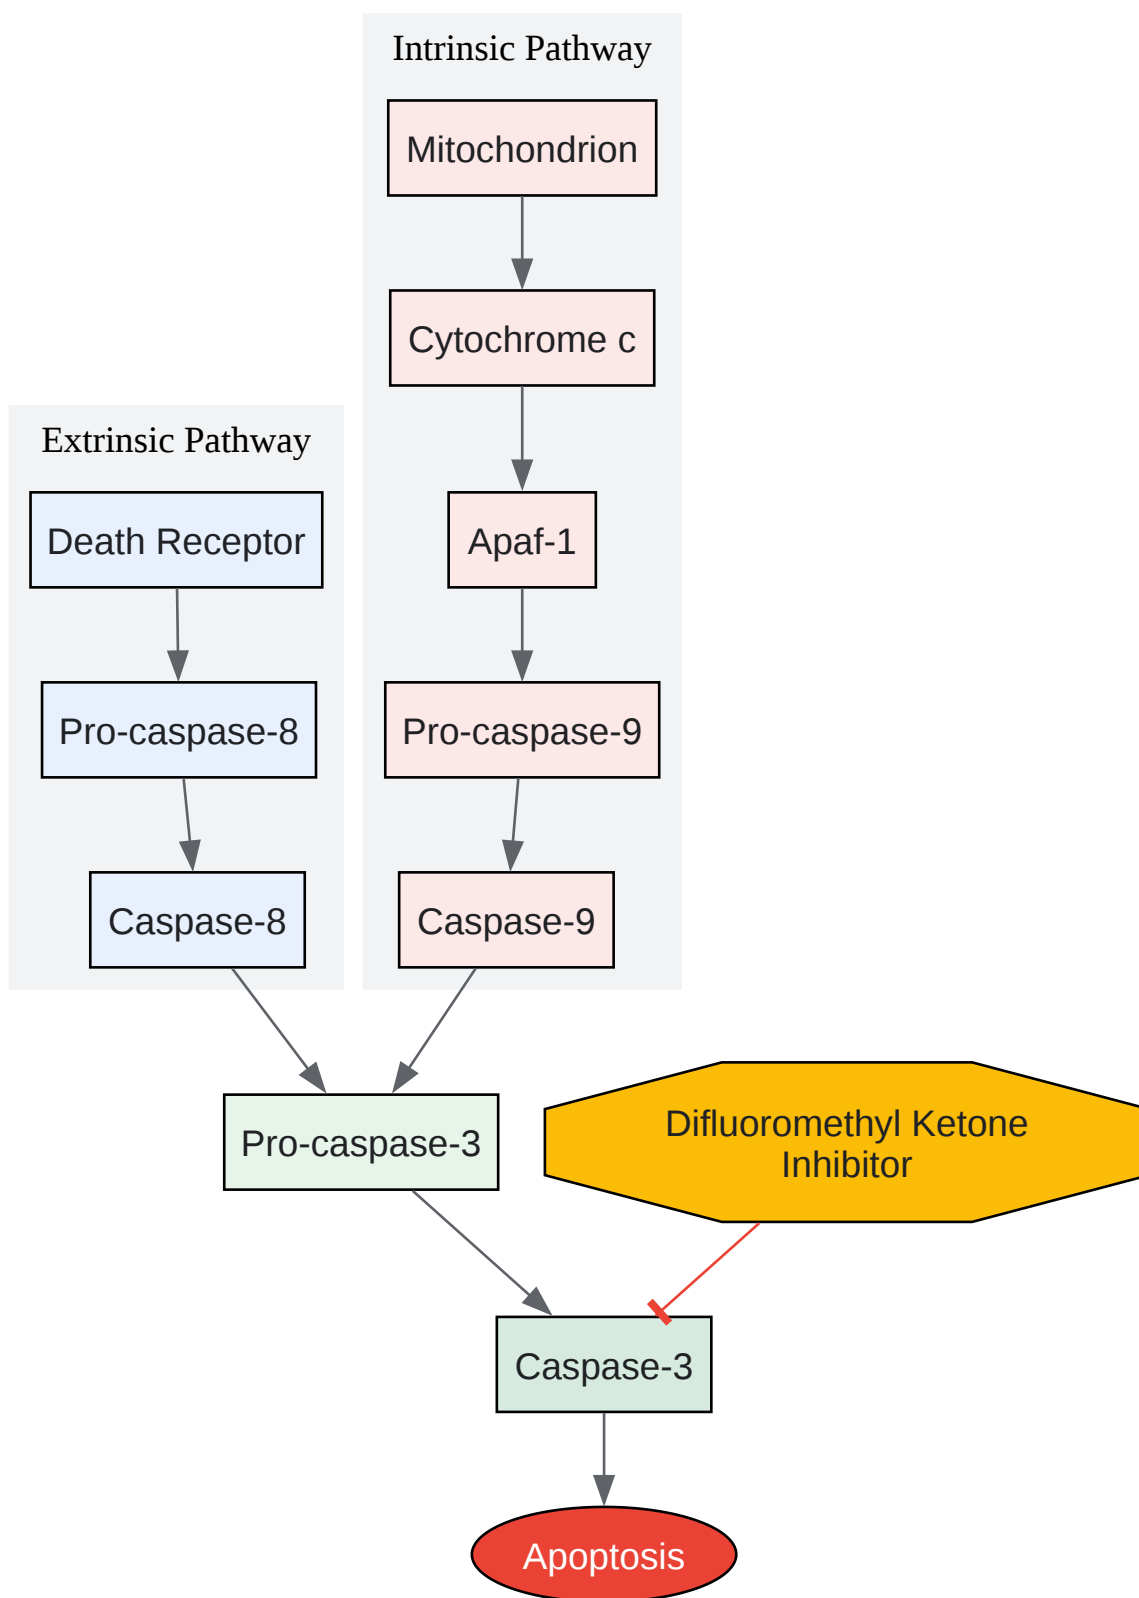 Intrinsic Pathway
Mitochondrion
Cytochrome c
Extrinsic Pathway
Death Receptor
Apaf-1
Pro-caspase-8
Pro-caspase-9
Caspase-8
Caspase-9
Pro-caspase-3
Difluoromethyl Ketone
Inhibitor
Caspase-3
Apoptosis